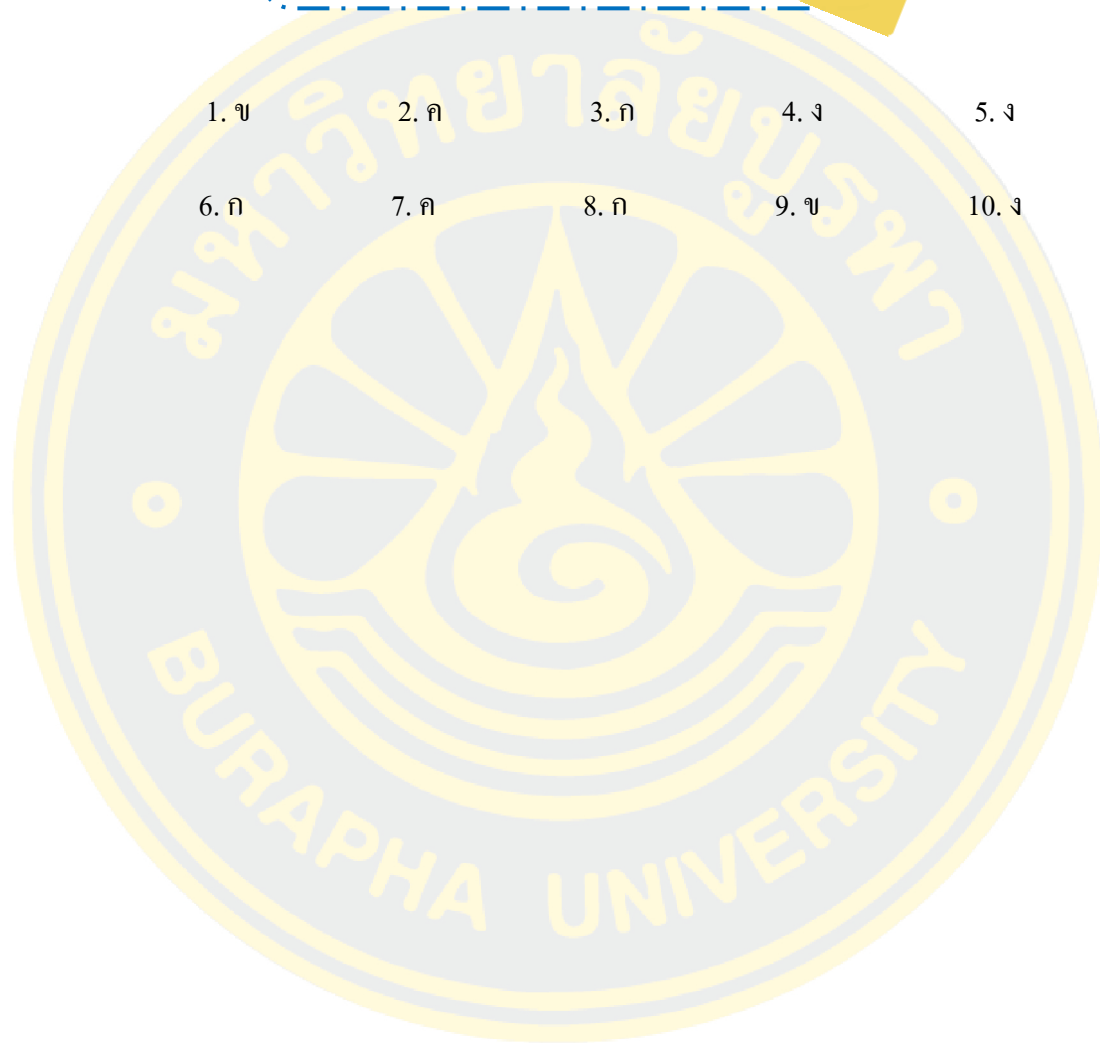 1. ข 2. ค 3. ก 4. ง 5. ง
6. ก 7. ค 8. ก 9. ข 10. ง
มหาวิทยาลัยบูรพา
BURAPHA UNIVERSITY